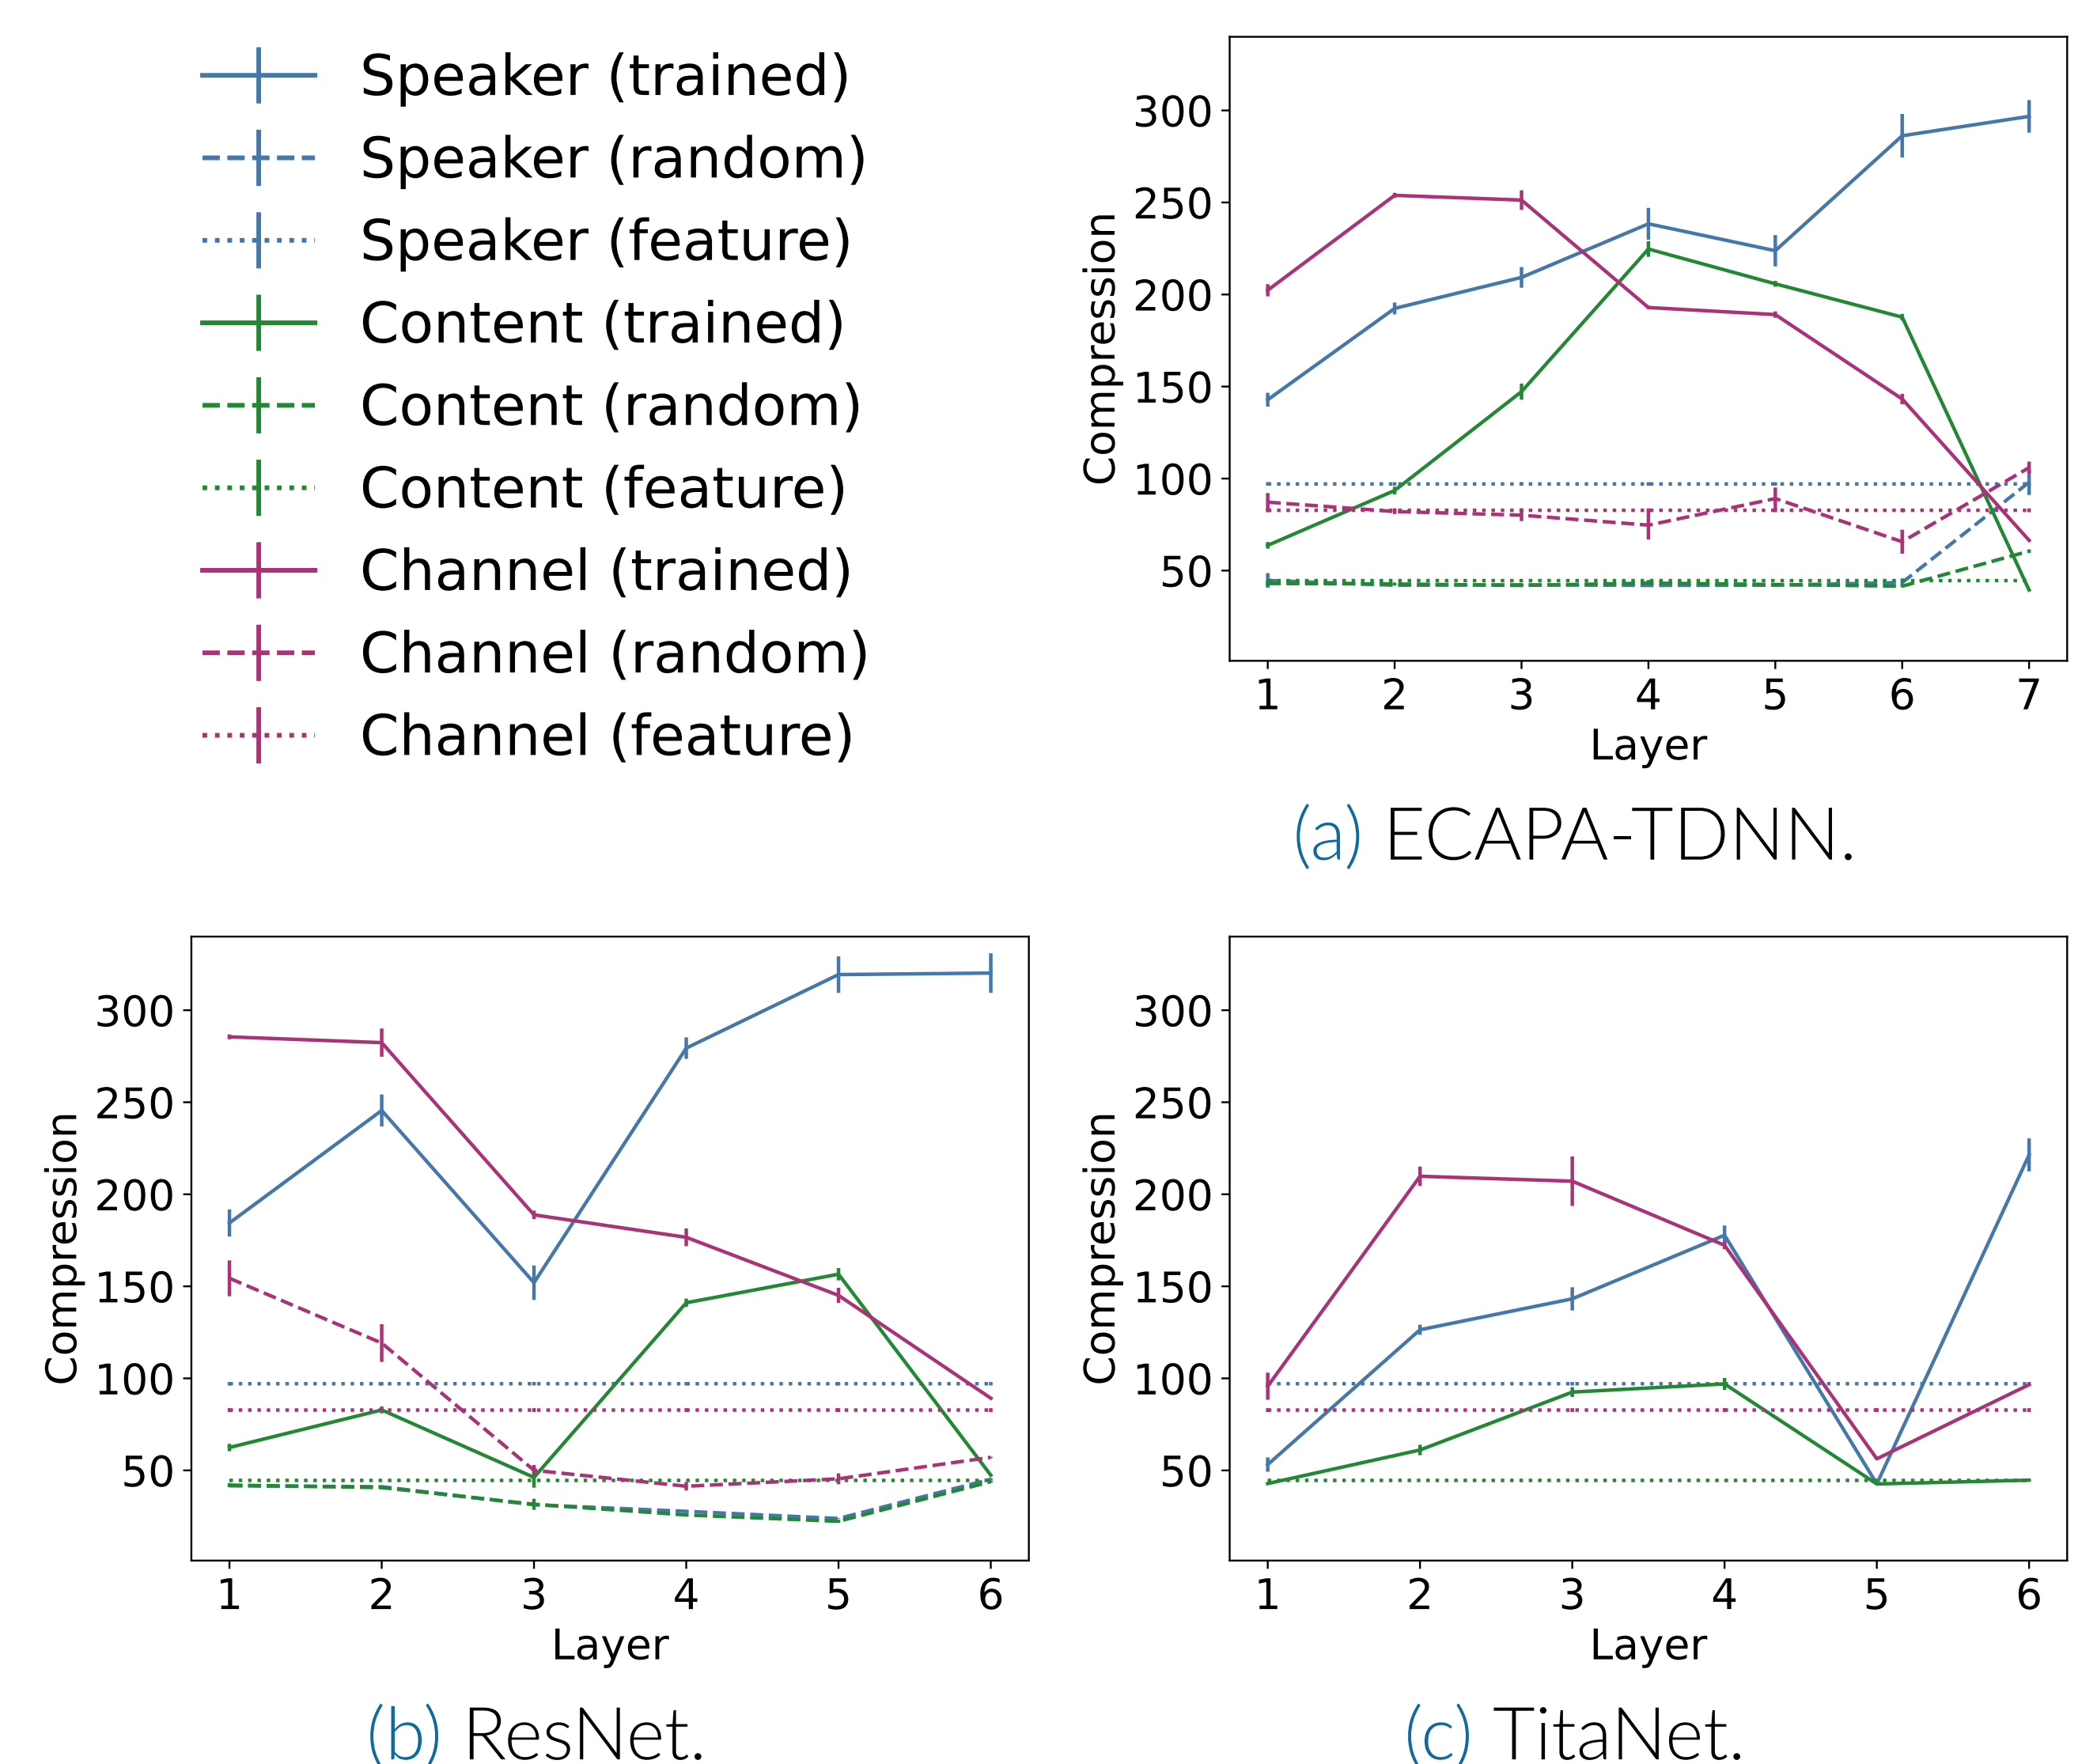 Speaker (trained)
Speaker (random)
Speaker (feature)
Content (trained)
Content (random)
Content (feature)
Channel (trained)
Channel (random)
Channel (feature)
300
250
200
150
100
50
Compression
1 2 3 4 5 6 7
Layer
(a) ECAPA-TDNN.
300
250
200
150
100
50
Compression
1 2 3 4 5 6
Layer
(b) ResNet.
300
250
200
150
100
50
Compression
1 2 3 4 5 6
Layer
(c) TitaNet.